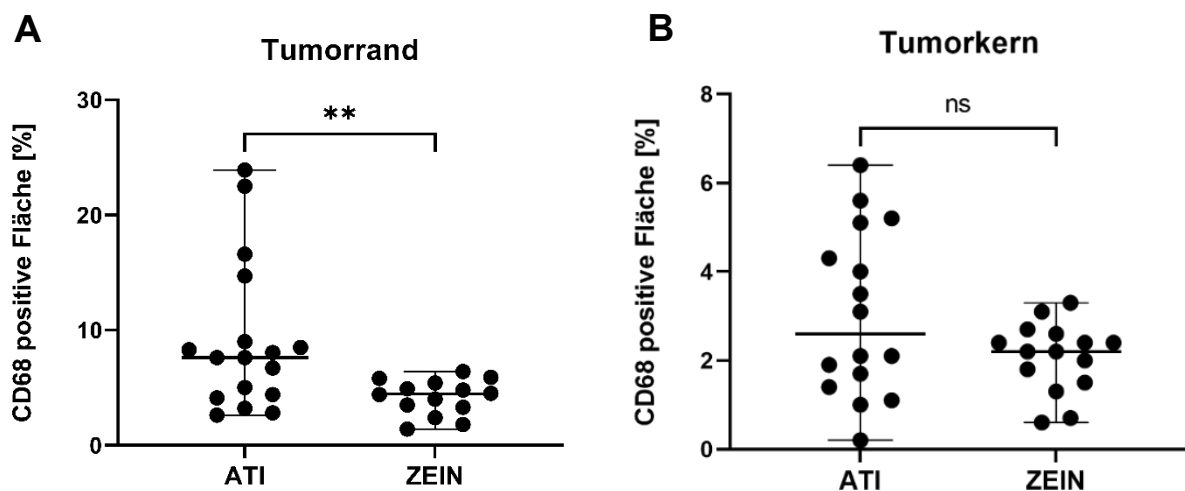 A
Tumorrand
CD68 positive Fläche [%]
30
20
10
0
**
ATI
ZEIN
B
Tumorkern
CD68 positive Fläche [%]
8
6
4
2
0
ns
ATI
ZEIN